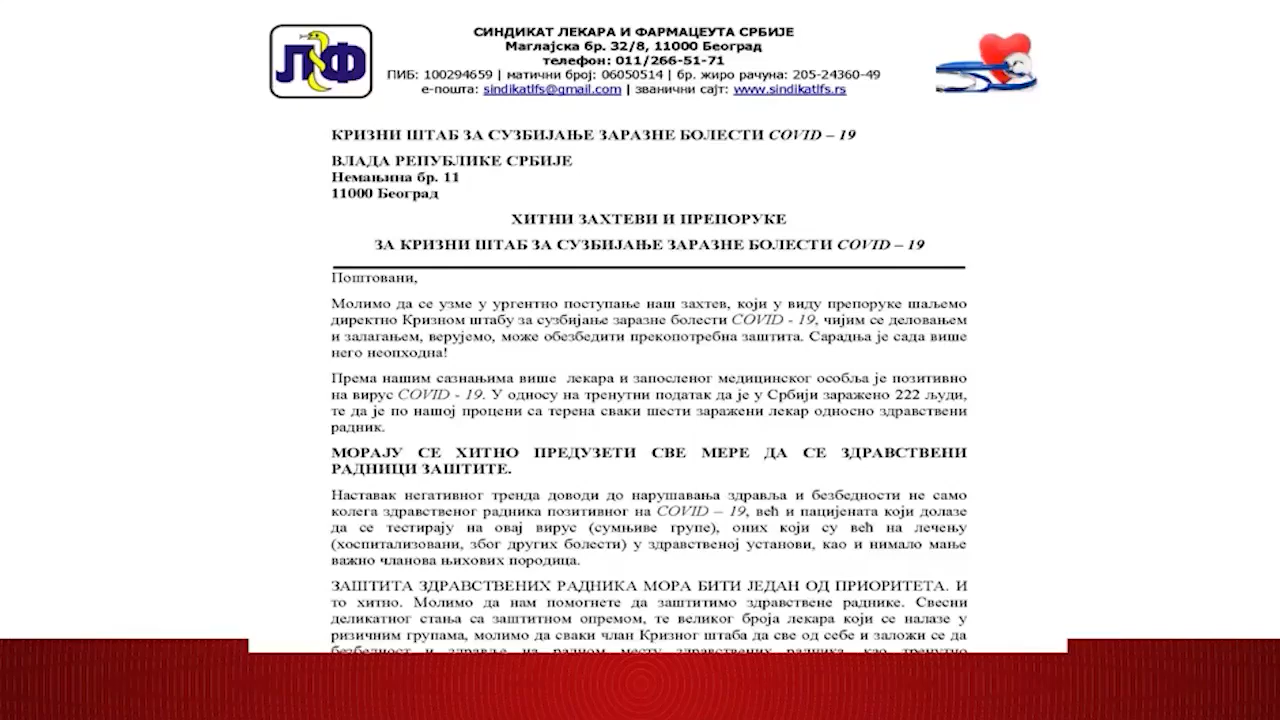 ЛФ
СИНДИКАТ ЛЕКАРА И ФАРМАЦЕУТА СРБИЈЕ
Маглајска бр. 32/8, 11000 Београд
телефон: 011/266-51-71
ПИБ: 100294659 | матични број: 06050514 | бр. жиро рачуна: 205-24360-49
е-пошта: sindikatlfs@gmail.com | званични сајт: www.sindikatlfs.rs
КРИЗНИ ШТАБ ЗА СУЗБИЈАЊЕ ЗАРАЗНЕ БОЛЕСТИ COVID – 19
ВЛАДА РЕПУБЛИКЕ СРБИЈЕ
Немањина бр. 11
11000 Београд
ХИТНИ ЗАХТЕВИ И ПРЕПОРУКЕ
ЗА КРИЗНИ ШТАБ ЗА СУЗБИЈАЊЕ ЗАРАЗНЕ БОЛЕСТИ COVID – 19
Поштовани,
Молимо да се узме у ургентно поступање наш захтев, који у виду препоруке шаљемо
директно Кризном штабу за сузбијање заразне болести COVID - 19, чијим се деловањем
и залагањем, верујемо, може обезбедити прекопотребна заштита. Сарадња је сада више
него неопходна!
Према нашим сазнањима више лекара и запосленог медицинског особља је позитивно
на вирус COVID - 19. У односу на тренутни податак да је у Србији заражено 222 људи,
те да је по нашој процени са терена сваки шести заражени лекар односно здравствени
радник.
МОРАЈУ СЕ ХИТНО ПРЕДУЗЕТИ СВЕ МЕРЕ ДА СЕ ЗДРАВСТВЕНИ
РАДНИЦИ ЗАШТИТЕ.
Наставак негативног тренда доводи до нарушавања здравља и безбедности не само
колега здравственог радника позитивног на COVID – 19, већ и пацијената који долазе
да се тестирају на овај вирус (сумњиве групе), оних који су већ на лечењу
(хоспитализовани, због других болести) у здравственој установи, као и нимало мање
важно чланова њихових породица.
ЗАШТИТА ЗДРАВСТВЕНИХ РАДНИКА МОРА БИТИ ЈЕДАН ОД ПРИОРИТЕТА. И
то хитно. Молимо да нам помогнете да заштитимо здравствене раднике. Свесни
деликатног стања са заштитном опремом, те великог броја лекара који се налазе у
ризичним групама, молимо да сваки члан Кризног штаба да све од себе и заложи се да
безбедност и здравље на радном месту здравствених радника, као тренутно